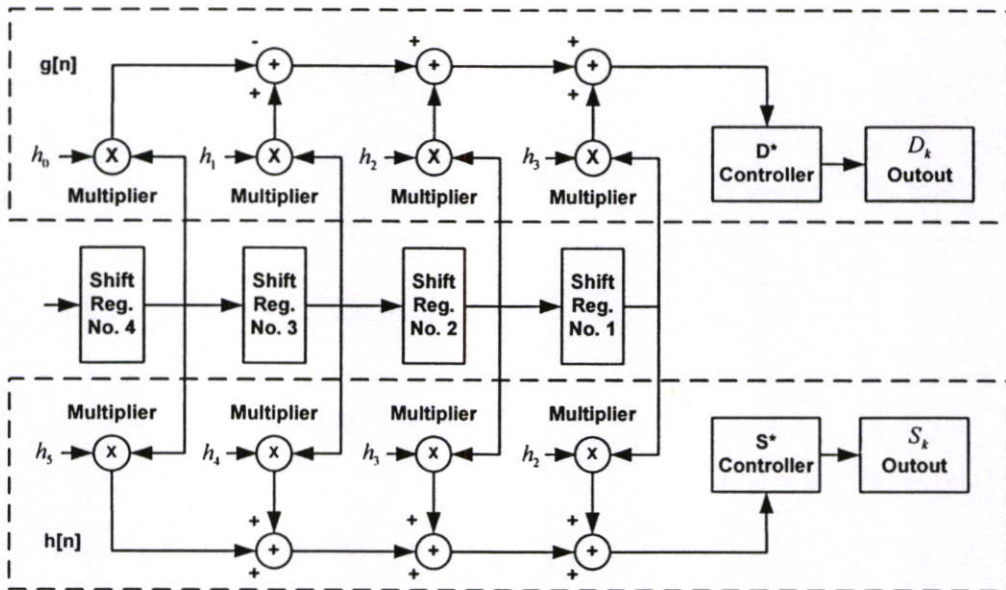 g[n]
- + + +
+ + + +
+ + +
h₀ X h₁ X h₂ X h₃ X
Multiplier Multiplier Multiplier Multiplier
D* Controller
Dₖ Outout
Shift Reg. No. 4
Shift Reg. No. 3
Shift Reg. No. 2
Shift Reg. No. 1
Multiplier Multiplier Multiplier Multiplier
h₅ X h₄ X h₃ X h₂ X
S* Controller
Sₖ Outout
+ + +
h[n] + + +
+ + +